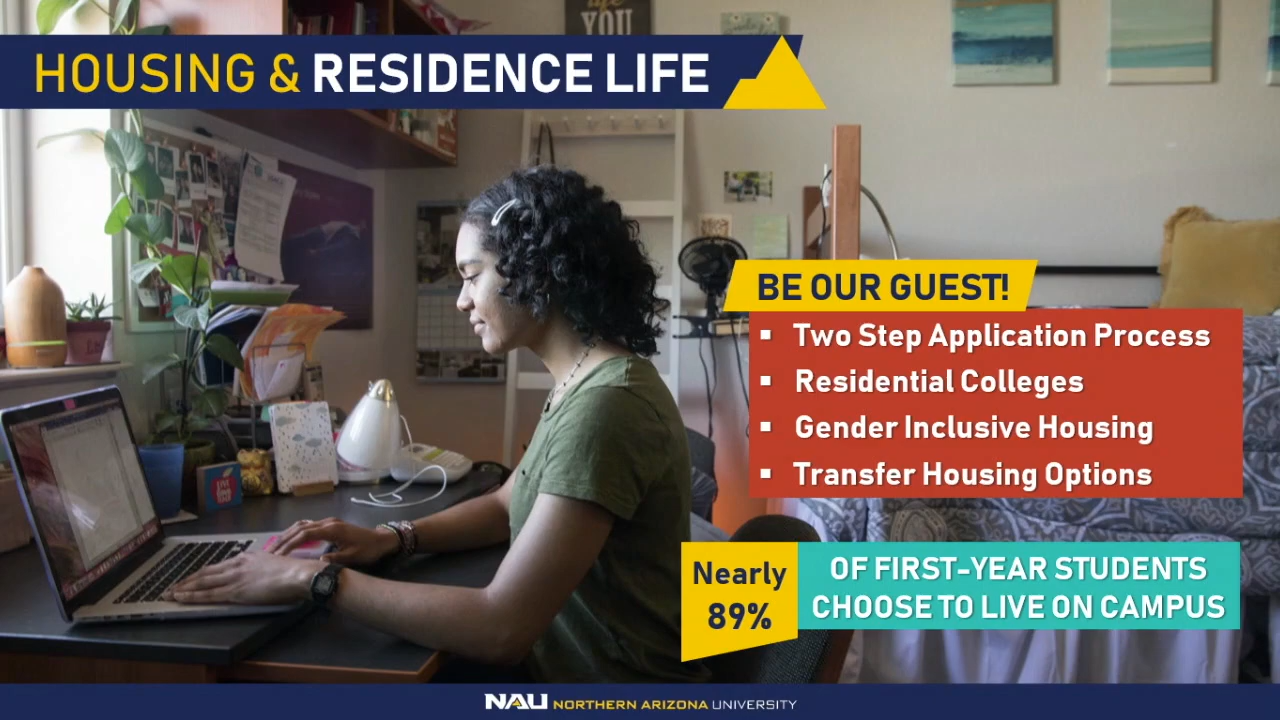 YOU
HOUSING & RESIDENCE LIFE
BE OUR GUEST!
▪ Two Step Application Process
▪ Residential Colleges
▪ Gender Inclusive Housing
▪ Transfer Housing Options
Nearly
89%
OF FIRST-YEAR STUDENTS
CHOOSE TO LIVE ON CAMPUS
NAU NORTHERN ARIZONA UNIVERSITY